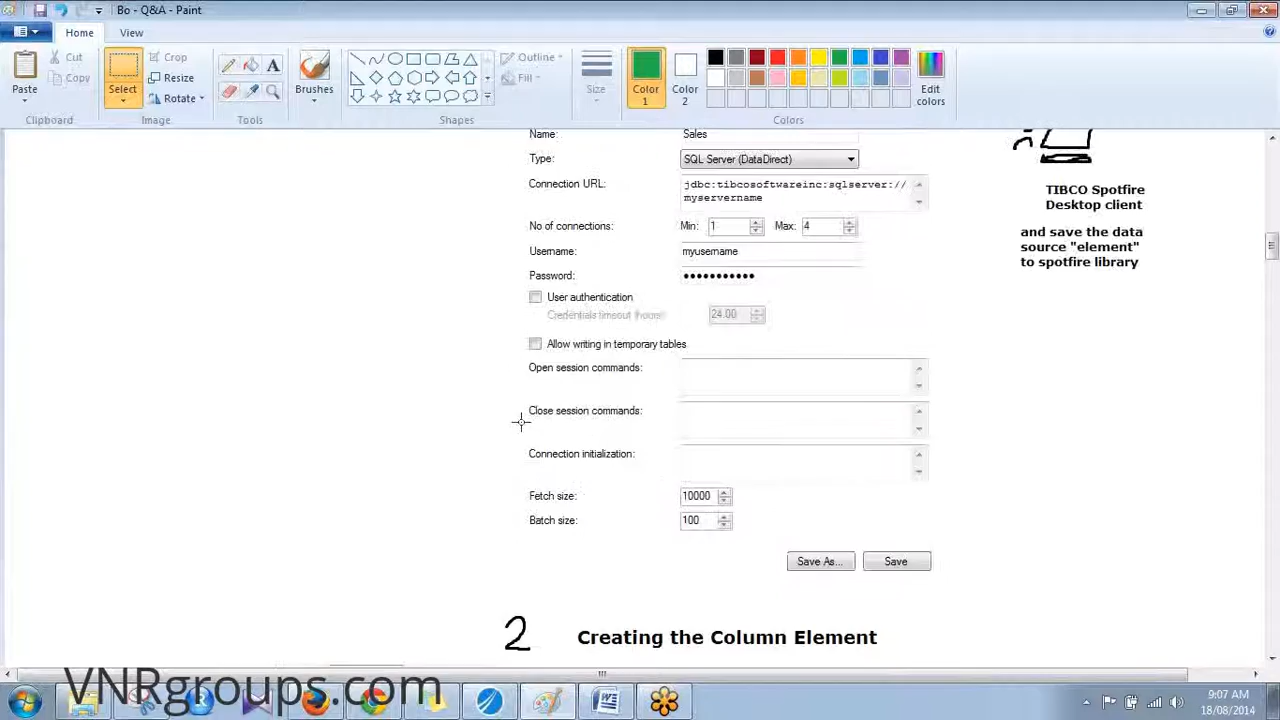 Bo - Q&A - Paint
Home View
Paste
Cut
Copy
Clipboard
Select
Crop
Resize
Rotate
Image
A
Tools
Brushes
Outline
Fill
Shapes
Size
Color 1
Color 2
Edit colors
Colors
Name: Sales
Type: SQL Server (DataDirect)
Connection URL: jdbc:tibcosoftwareinc:sqlserver://
myservername
No of connections: Min: 1 Max: 4
Username: myusername
Password:
User authentication
Credentials timeout 24.00
Allow writing in temporary tables
Open session commands:
Close session commands:
Connection initialization:
Fetch size: 10000
Batch size: 100
Save As... Save
TIBCO Spotfire
Desktop client
and save the data
source "element"
to spotfire library
2 Creating the Column Element
VNRgroups.com
9:07 AM
18/08/2014